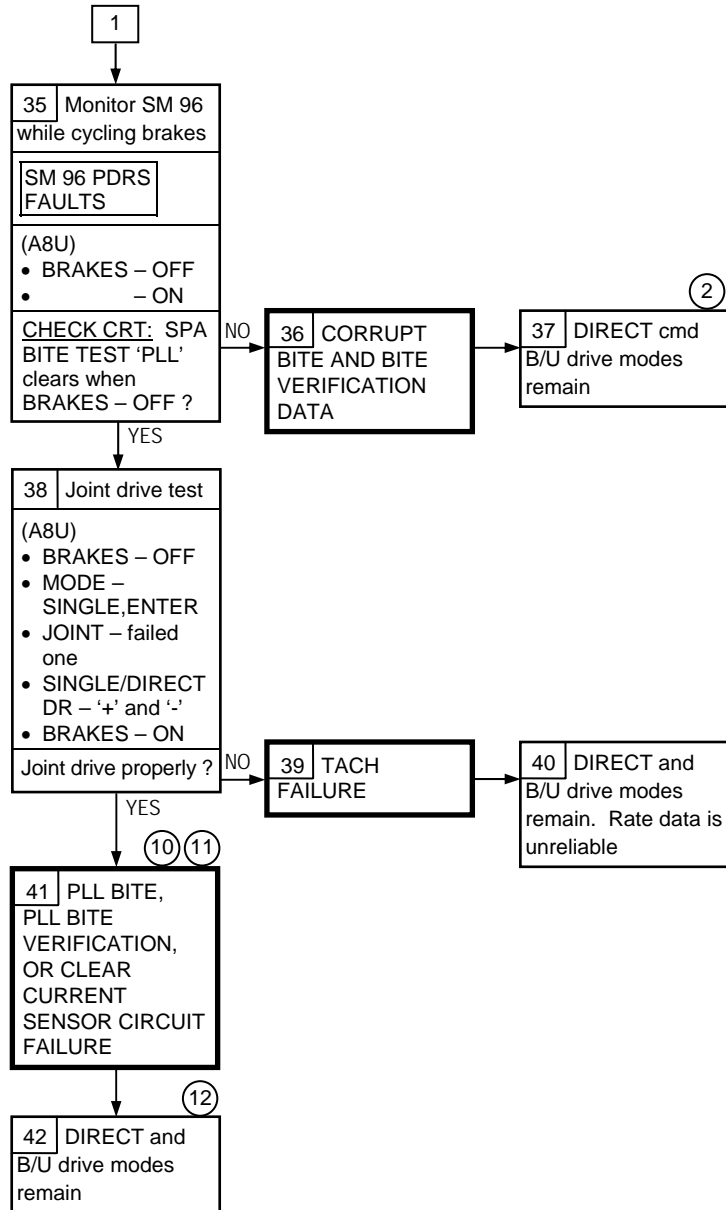 1
35 Monitor SM 96
while cycling brakes
SM 96 PDRS
FAULTS
(A8U)
• BRAKES – OFF
• – ON
CHECK CRT: SPA
BITE TEST 'PLL'
clears when
BRAKES – OFF ?
NO
36 CORRUPT
BITE AND BITE
VERIFICATION
DATA
2
37 DIRECT cmd
B/U drive modes
remain
YES
38 Joint drive test
(A8U)
• BRAKES – OFF
• MODE –
SINGLE,ENTER
• JOINT – failed
one
• SINGLE/DIRECT
DR – '+' and '-'
• BRAKES – ON
Joint drive properly ?
NO
39 TACH
FAILURE
40 DIRECT and
B/U drive modes
remain. Rate data is
unreliable
YES
10 11
41 PLL BITE,
PLL BITE
VERIFICATION,
OR CLEAR
CURRENT
SENSOR CIRCUIT
FAILURE
12
42 DIRECT and
B/U drive modes
remain